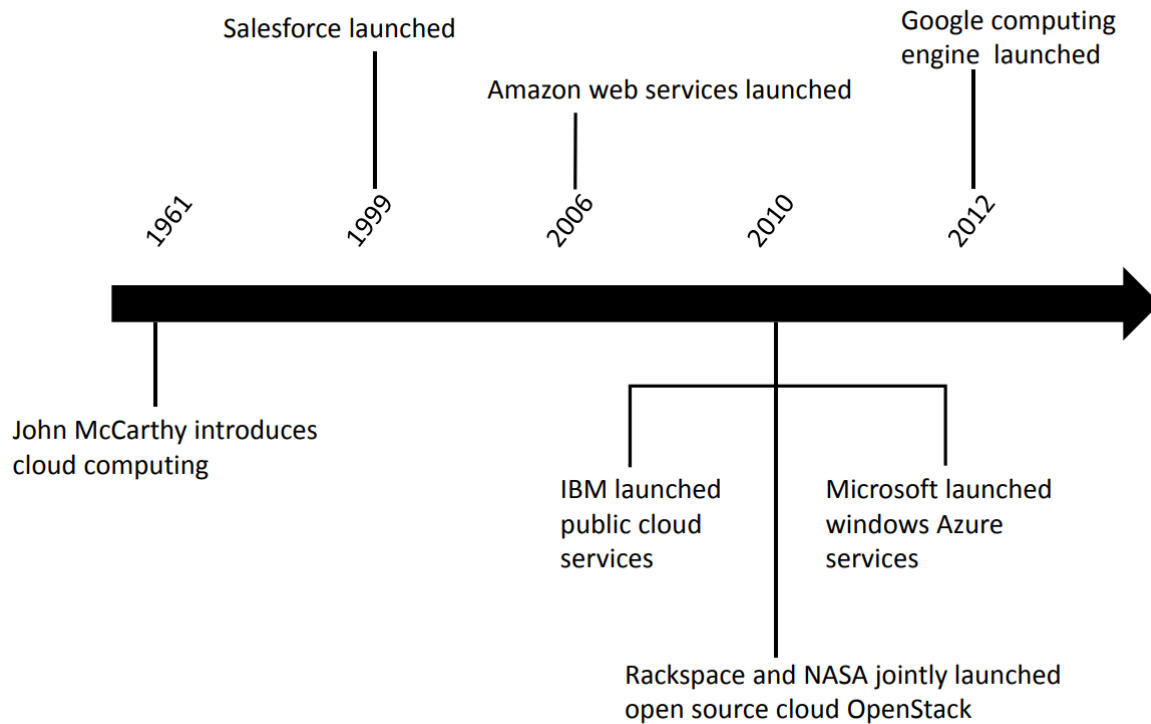 Salesforce launched
Amazon web services launched
Google computing
engine launched
1961
1999
2006
2010
2012
John McCarthy introduces
cloud computing
IBM launched
public cloud
services
Microsoft launched
windows Azure
services
Rackspace and NASA jointly launched
open source cloud OpenStack